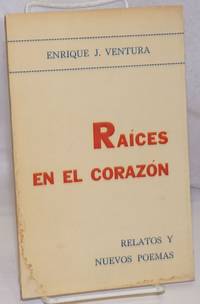 ENRIQUE J. VENTURA
RAÍCES
EN EL CORAZÓN
RELATOS Y
NUEVOS POEMAS